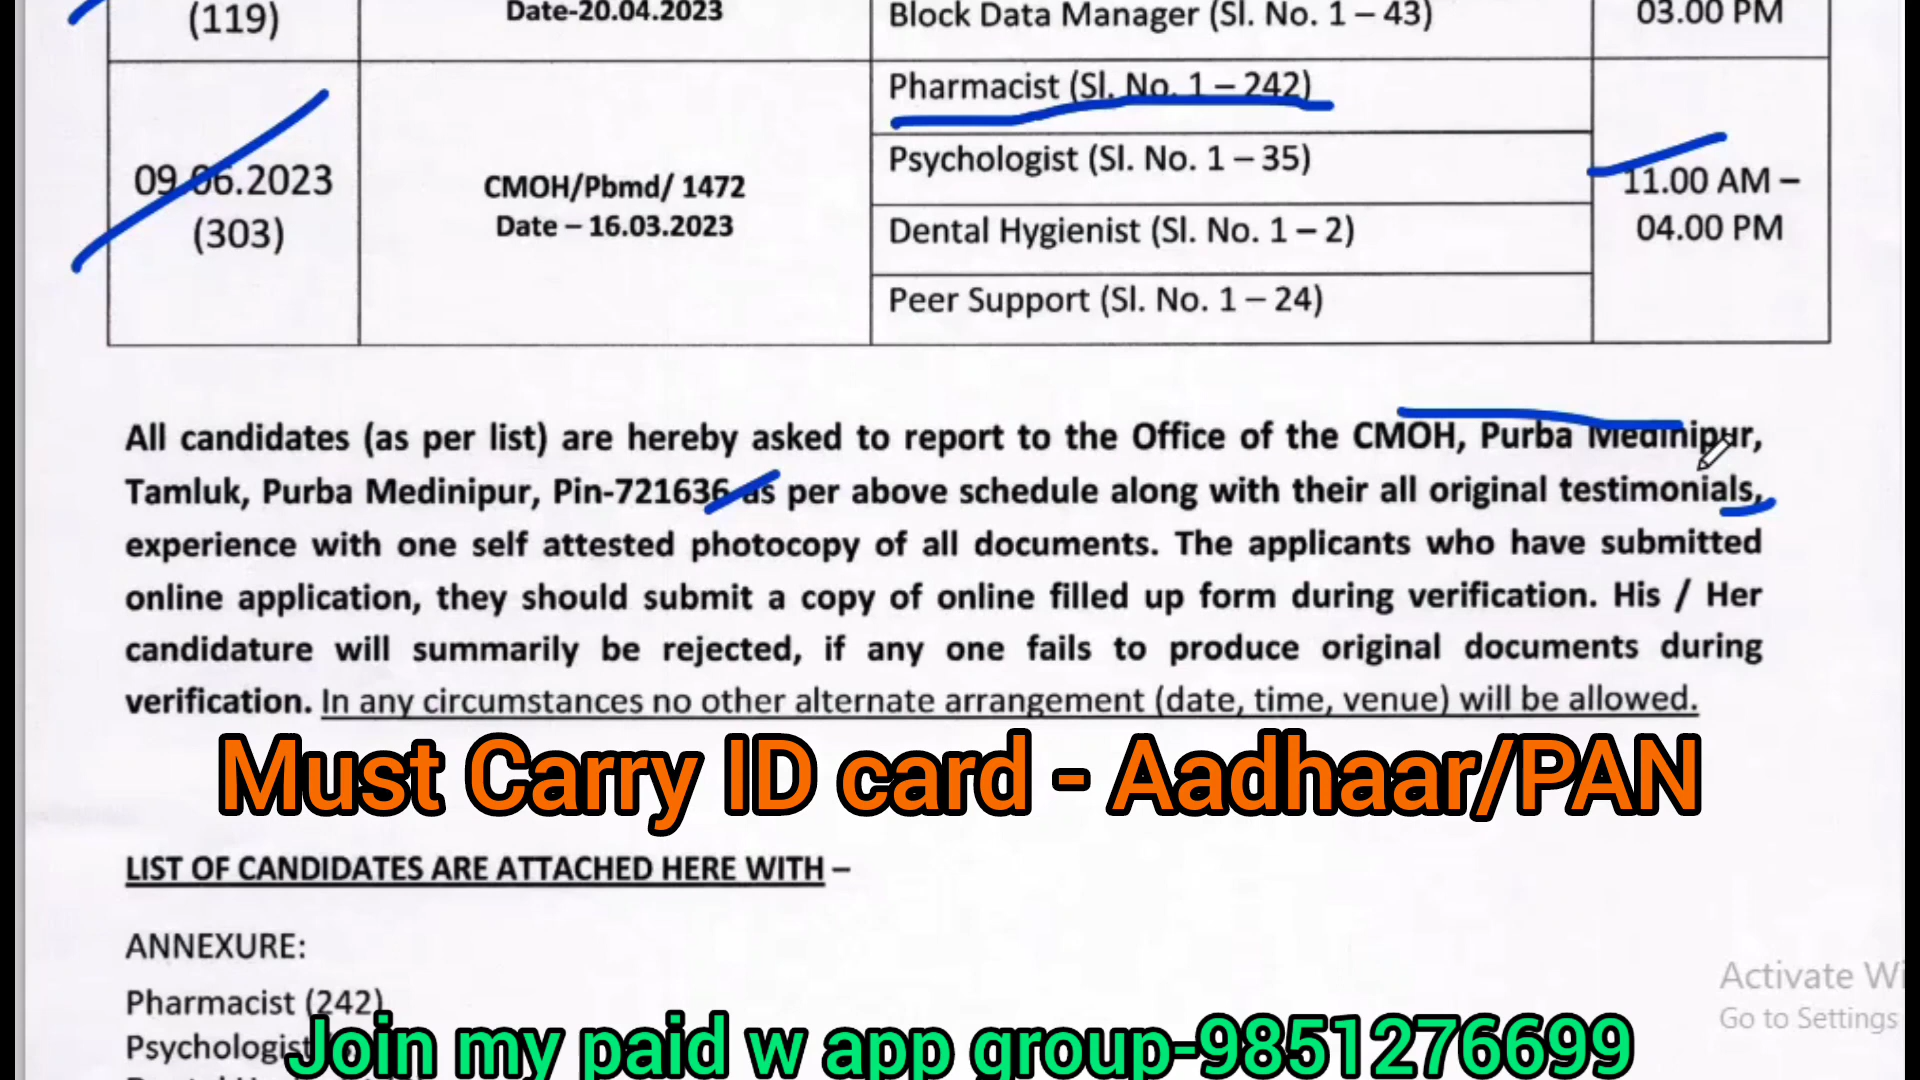 (119)
Date-20.04.2023
Block Data Manager (Sl. No. 1 – 43)
03.00 PM
09.06.2023
(303)
CMOH/Pbmd/ 1472
Date – 16.03.2023
Pharmacist (Sl. No. 1 – 242)
Psychologist (Sl. No. 1 – 35)
Dental Hygienist (Sl. No. 1 – 2)
Peer Support (Sl. No. 1 – 24)
11.00 AM –
04.00 PM
All candidates (as per list) are hereby asked to report to the Office of the CMOH, Purba Medinipur,
Tamluk, Purba Medinipur, Pin-721636 as per above schedule along with their all original testimonials,
experience with one self attested photocopy of all documents. The applicants who have submitted
online application, they should submit a copy of online filled up form during verification. His / Her
candidature will summarily be rejected, if any one fails to produce original documents during
verification. In any circumstances no other alternate arrangement (date, time, venue) will be allowed.
Must Carry ID card - Aadhaar/PAN
LIST OF CANDIDATES ARE ATTACHED HERE WITH –
ANNEXURE:
Pharmacist (242)
Psychologist
Join my paid w app group-9851276699
Activate Wi
Go to Settings